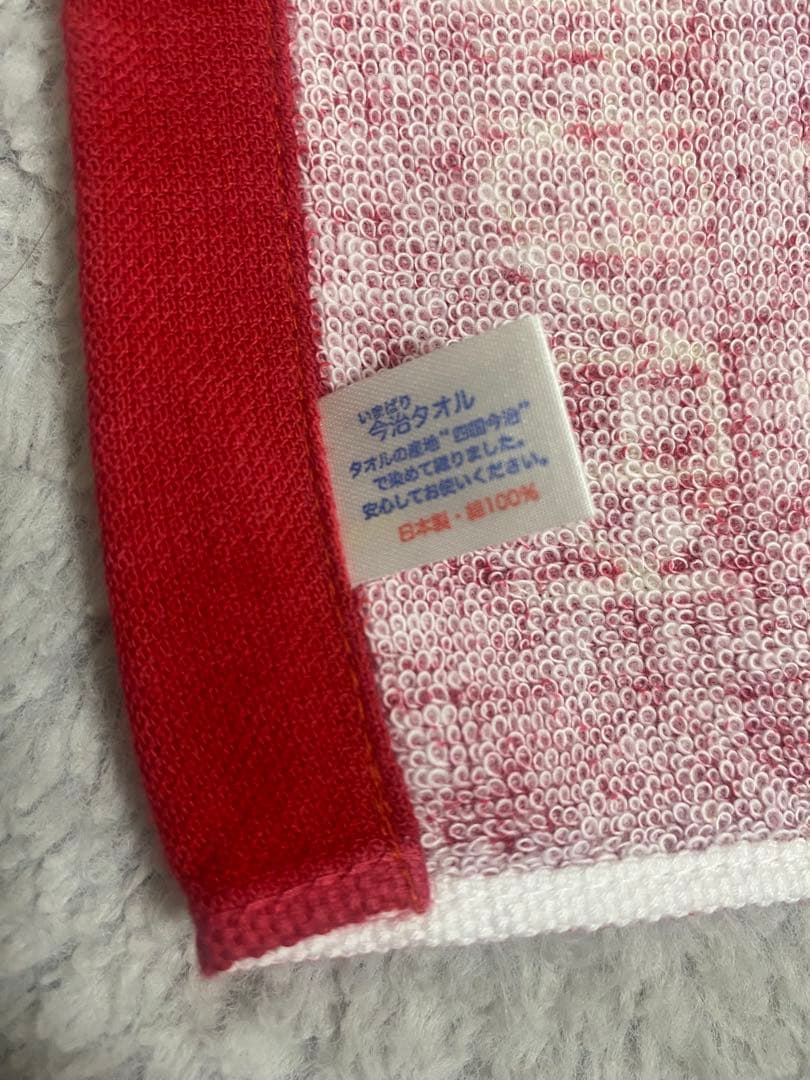 いまばり
今治タオル
タオルの産地"四国今治"
で染めて織りました。
安心してお使いください。
日本製・綿100%